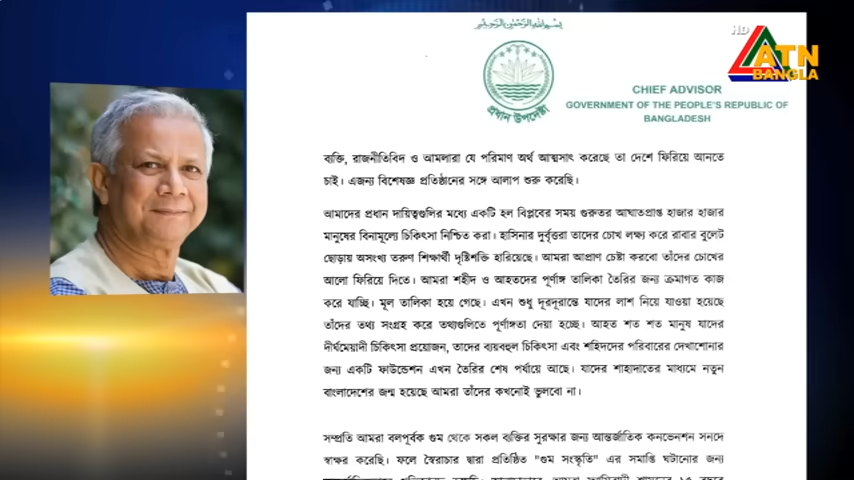 بسم الله الرحمن الرحيم
HD
ATN
BANGLA
প্রধান উপদেষ্টা
CHIEF ADVISOR
GOVERNMENT OF THE PEOPLE'S REPUBLIC OF
BANGLADESH
ব্যক্তি, রাজনীতিবিদ ও আমলারা যে পরিমাণ অর্থ আত্মসাৎ করেছে তা দেশে ফিরিয়ে আনতে
চাই। এজন্য বিশেষজ্ঞ প্রতিষ্ঠানের সঙ্গে আলাপ শুরু করেছি।
আমাদের প্রধান দায়িত্বগুলির মধ্যে একটি হল বিপ্লবের সময় গুরুতর আঘাতপ্রাপ্ত হাজার হাজার
মানুষের বিনামূল্যে চিকিৎসা নিশ্চিত করা। হাসিনার দুর্বৃত্তরা তাদের চোখ লক্ষ্য করে রাবার বুলেট
ছোড়ায় অসংখ্য তরুণ শিক্ষার্থী দৃষ্টিশক্তি হারিয়েছে। আমরা আপ্রাণ চেষ্টা করবো তাঁদের চোখের
আলো ফিরিয়ে দিতে। আমরা শহীদ ও আহতদের পূর্ণাঙ্গ তালিকা তৈরির জন্য ক্রমাগত কাজ
করে যাচ্ছি। মূল তালিকা হয়ে গেছে। এখন শুধু দূরদূরান্তে যাদের লাশ নিয়ে যাওয়া হয়েছে
তাঁদের তথ্য সংগ্রহ করে তথ্যগুলিতে পূর্ণাঙ্গতা দেয়া হচ্ছে। আহত শত শত মানুষ যাদের
দীর্ঘমেয়াদী চিকিৎসা প্রয়োজন, তাদের ব্যয়বহুল চিকিৎসা এবং শহিদদের পরিবারের দেখাশোনার
জন্য একটি ফাউন্ডেশন এখন তৈরির শেষ পর্যায়ে আছে। যাদের শাহাদাতের মাধ্যমে নতুন
বাংলাদেশের জন্ম হয়েছে আমরা তাঁদের কখনোই ভুলবো না।
সম্প্রতি আমরা বলপূর্বক গুম থেকে সকল ব্যক্তির সুরক্ষার জন্য আন্তর্জাতিক কনভেনশন সনদে
স্বাক্ষর করেছি। ফলে স্বৈরাচার দ্বারা প্রতিষ্ঠিত "গুম সংস্কৃতি" এর সমাপ্তি ঘটানোর জন্য